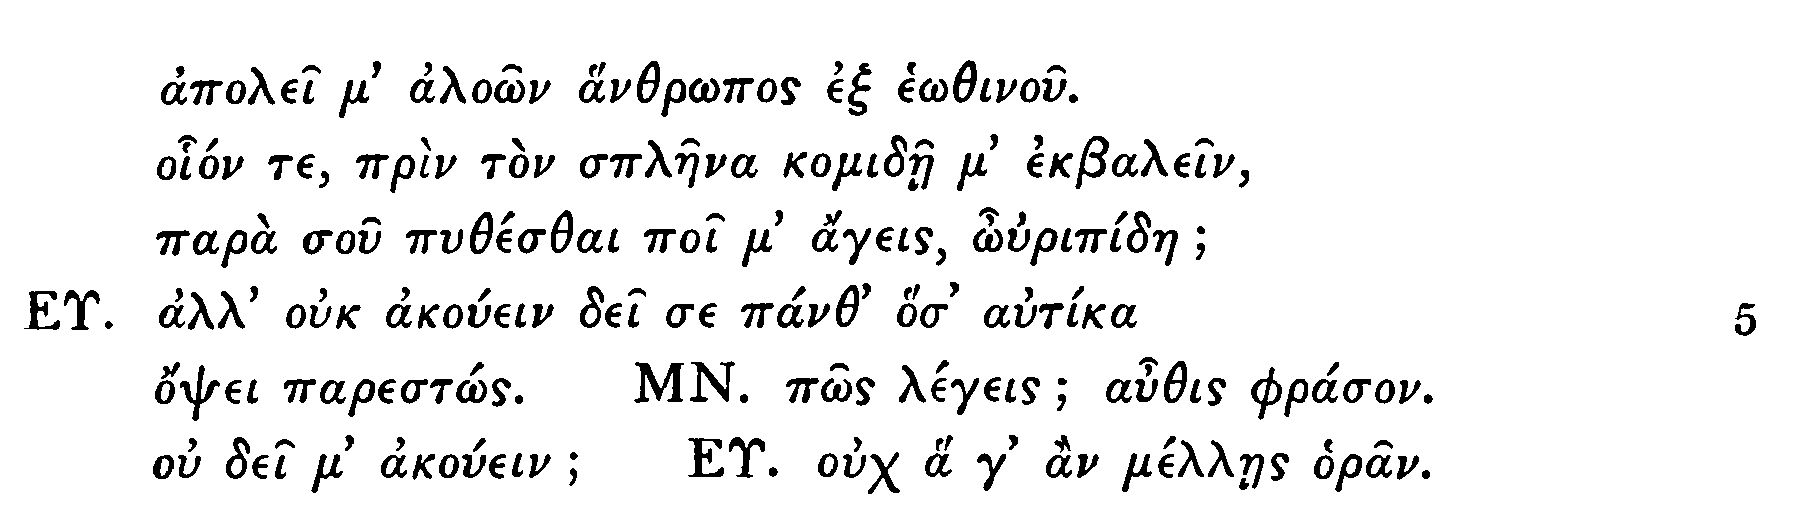 ἀπολεῖ μ’ ἀλοῶν ἅνθρωπος ἐξ ἑωθινοῦ.
οἷόν τε, πρὶν τὸν σπλῆνα κομιδῇ μ’ ἐκβαλεῖν,
παρὰ σοῦ πυθέσθαι ποῖ μ’ ἄγεις, ὦὐριπίδη;
ΕΥ. ἀλλ’ οὐκ ἀκούειν δεῖ σε πάνθ’ ὅσ’ αὐτίκα 5
ὄψει παρεστώς. ΜΝ. πῶς λέγεις; αὖθις φράσον.
οὐ δεῖ μ’ ἀκούειν; ΕΥ. οὐχ ἅ γ’ ἂν μέλλῃς ὁρᾶν.